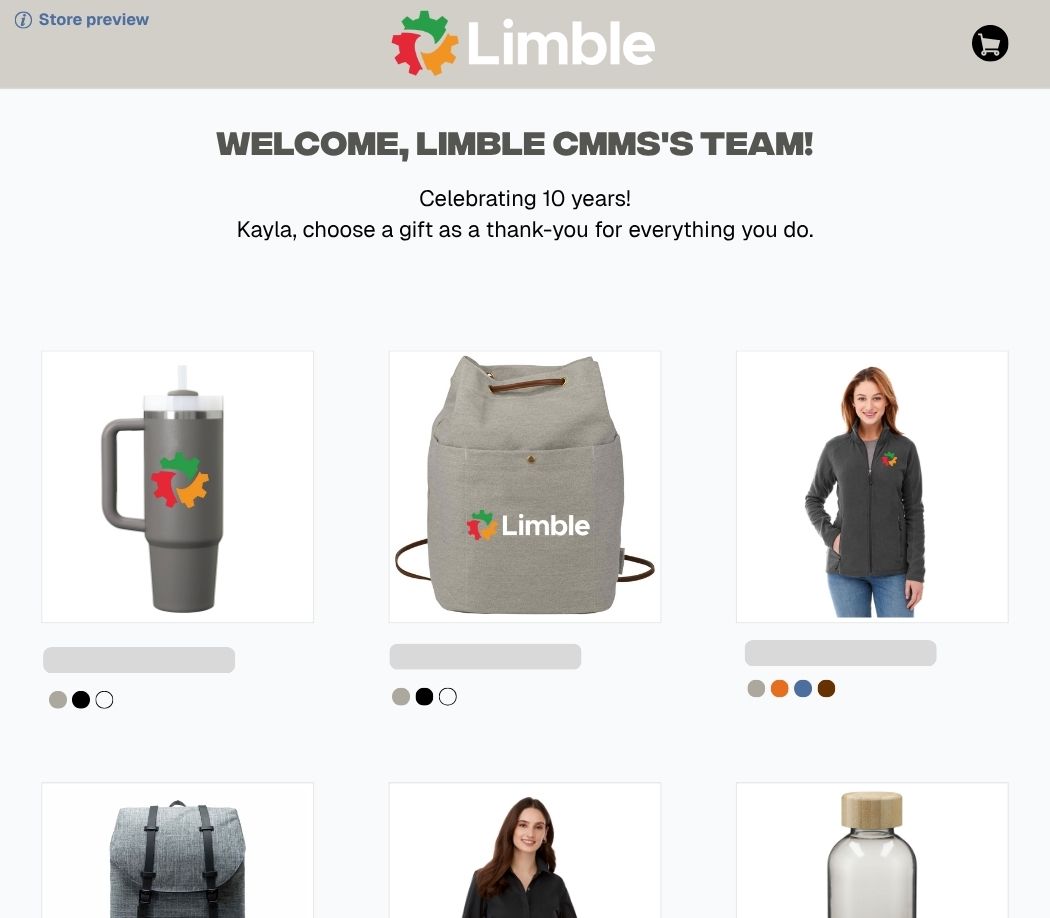 Store preview
Limble
WELCOME, LIMBLE CMMS'S TEAM!
Celebrating 10 years!
Kayla, choose a gift as a thank-you for everything you do.
Limble